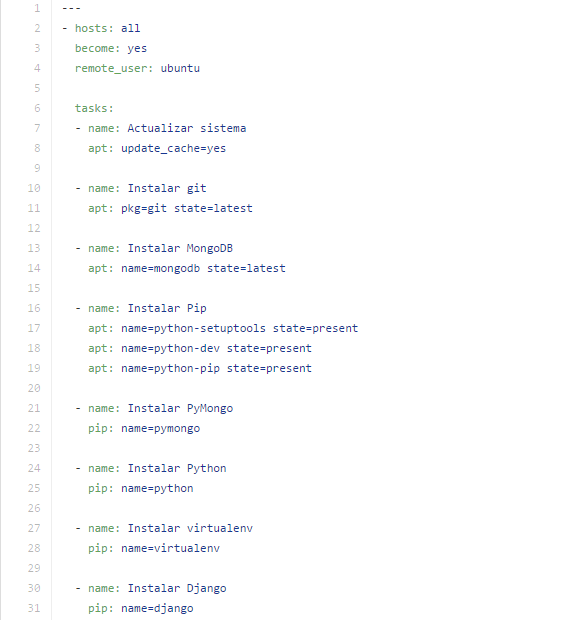 1 ---
2 - hosts: all
3 become: yes
4 remote_user: ubuntu
5
6 tasks:
7 - name: Actualizar sistema
8 apt: update_cache=yes
9
10 - name: Instalar git
11 apt: pkg=git state=latest
12
13 - name: Instalar MongoDB
14 apt: name=mongodb state=latest
15
16 - name: Instalar Pip
17 apt: name=python-setuptools state=present
18 apt: name=python-dev state=present
19 apt: name=python-pip state=present
20
21 - name: Instalar PyMongo
22 pip: name=pymongo
23
24 - name: Instalar Python
25 pip: name=python
26
27 - name: Instalar virtualenv
28 pip: name=virtualenv
29
30 - name: Instalar Django
31 pip: name=django